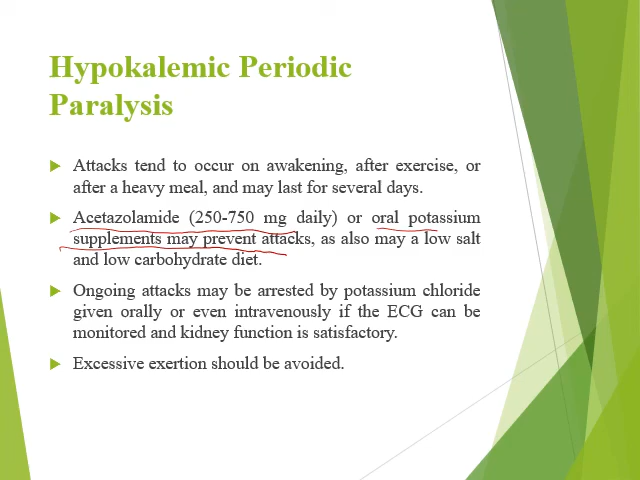 Hypokalemic Periodic
Paralysis
Attacks tend to occur on awakening, after exercise, or
after a heavy meal, and may last for several days.
Acetazolamide (250-750 mg daily) or oral potassium
supplements may prevent attacks, as also may a low salt
and low carbohydrate diet.
Ongoing attacks may be arrested by potassium chloride
given orally or even intravenously if the ECG can be
monitored and kidney function is satisfactory.
Excessive exertion should be avoided.